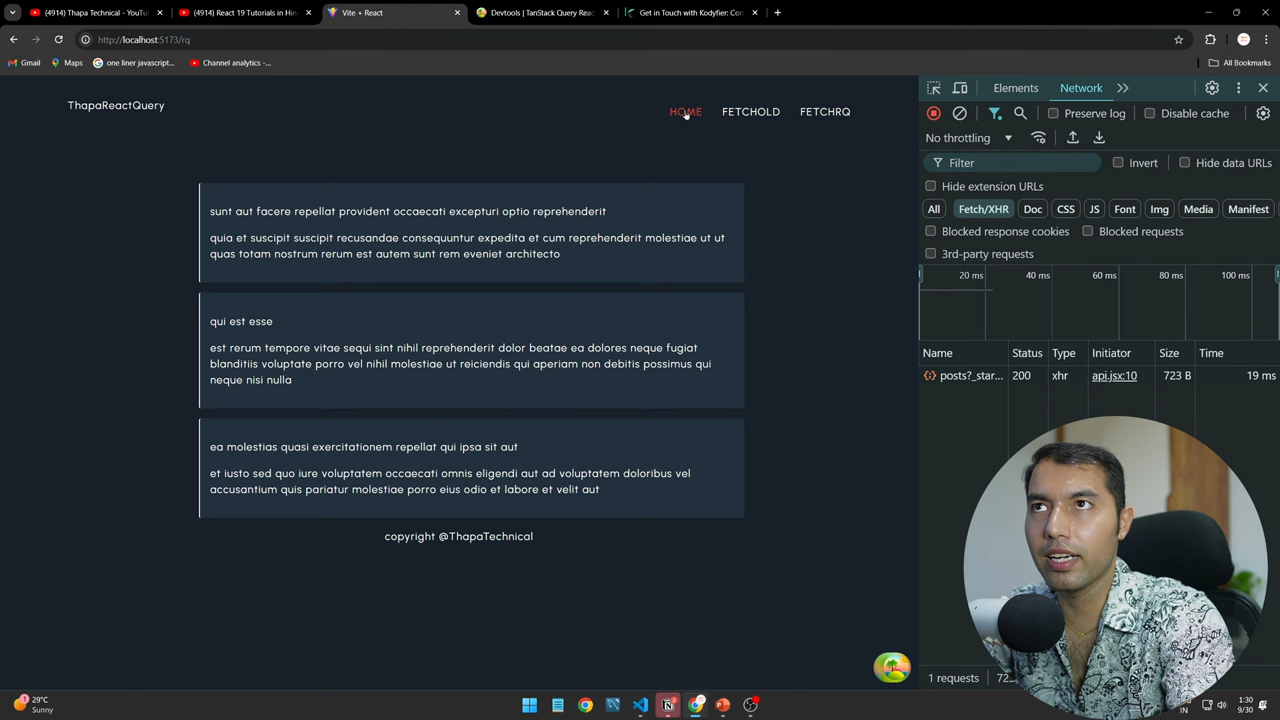 (4914) Thapa Technical - YouTu
(4914) React 19 Tutorials in Hin
Vite + React
Devtools | TanStack Query Rea
Get in Touch with Kodyfier: Con
http://localhost:5173/rq
Gmail
Maps
one liner javascript...
Channel analytics -...
All Bookmarks
ThapaReactQuery
HOME
FETCHOLD
FETCHRQ
sunt aut facere repellat provident occaecati excepturi optio reprehenderit
quia et suscipit suscipit recusandae consequuntur expedita et cum reprehenderit molestiae ut ut
quas totam nostrum rerum est autem sunt rem eveniet architecto
qui est esse
est rerum tempore vitae sequi sint nihil reprehenderit dolor beatae ea dolores neque fugiat
blanditiis voluptate porro vel nihil molestiae ut reiciendis qui aperiam non debitis possimus qui
neque nisi nulla
ea molestias quasi exercitationem repellat qui ipsa sit aut
et iusto sed quo iure voluptatem occaecati omnis eligendi aut ad voluptatem doloribus vel
accusantium quis pariatur molestiae porro eius odio et labore et velit aut
copyright @ThapaTechnical
Elements
Network
Preserve log
Disable cache
No throttling
Filter
Invert
Hide data URLs
Hide extension URLs
All
Fetch/XHR
Doc
CSS
JS
Font
Img
Media
Manifest
Blocked response cookies
Blocked requests
3rd-party requests
20 ms
40 ms
60 ms
80 ms
100 ms
Name
Status
Type
Initiator
Size
Time
posts?_star...
200
xhr
api.jsx:10
723 B
19 ms
1 requests
29°C
Sunny
IN
1:30
9/30